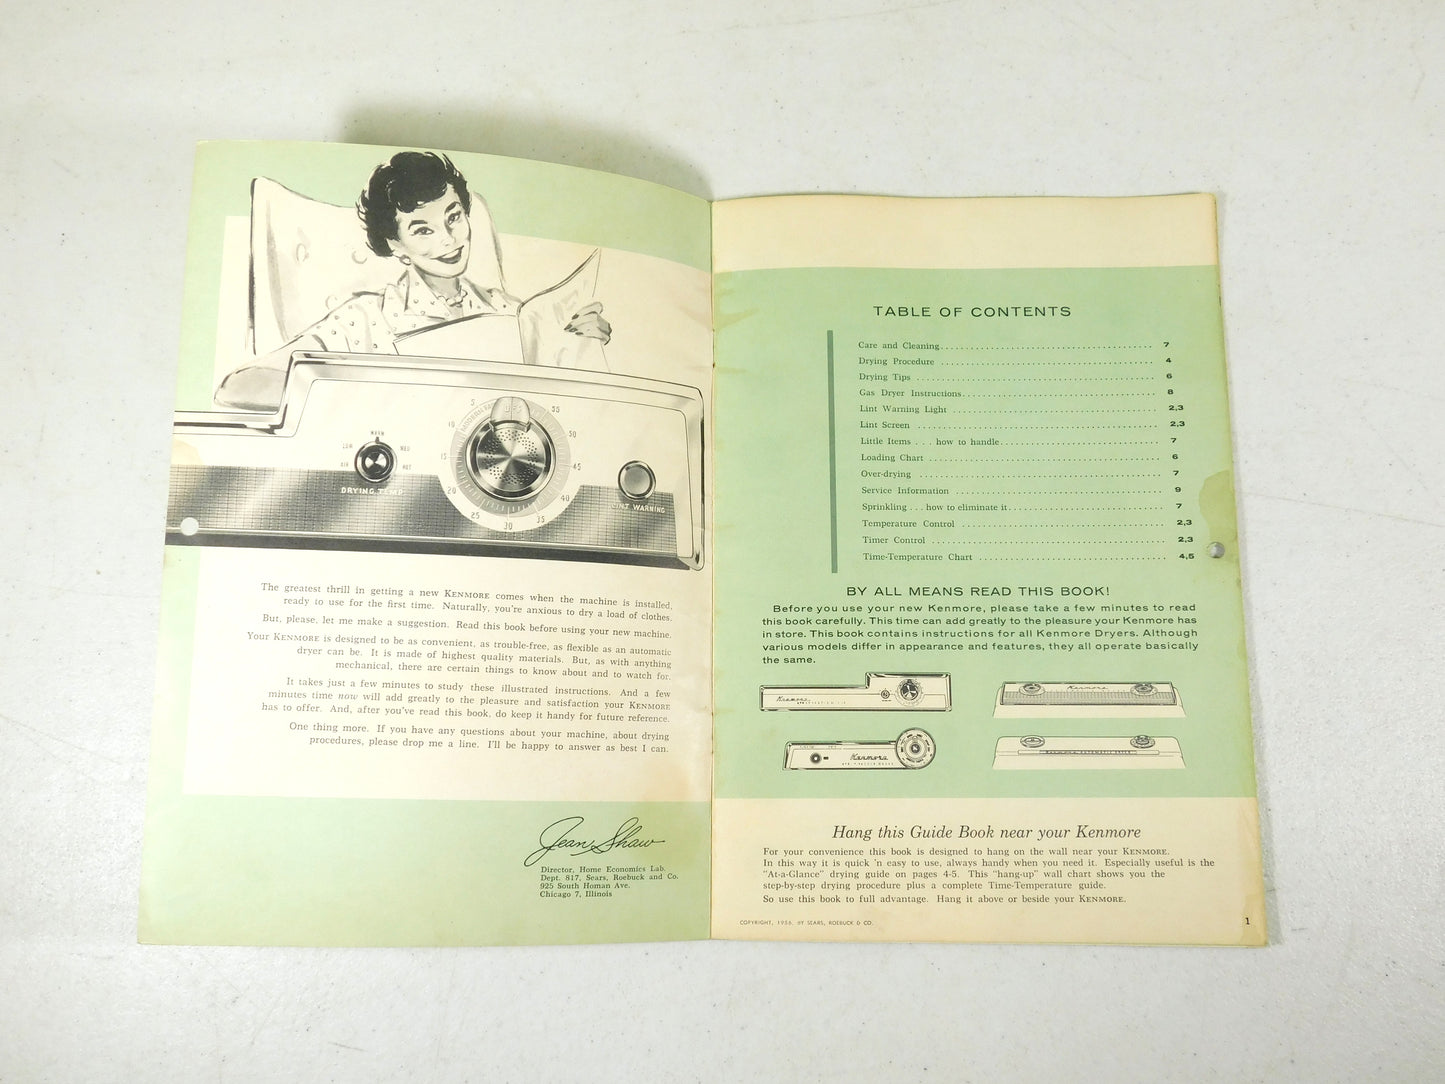 OFF
5
10
15
20
25
30
35
40
45
50
55
LOW
WARM
MED
AIR
HOT
DRYING TEMP
LINT WARNING
The greatest thrill in getting a new KENMORE comes when the machine is installed,
ready to use for the first time. Naturally, you're anxious to dry a load of clothes.
But, please, let me make a suggestion. Read this book before using your new machine.
Your KENMORE is designed to be as convenient, as trouble-free, as flexible as an automatic
dryer can be. It is made of highest quality materials. But, as with anything
mechanical, there are certain things to know about and to watch for.
It takes just a few minutes to study these illustrated instructions. And a few
minutes time now will add greatly to the pleasure and satisfaction your KENMORE
has to offer. And, after you've read this book, do keep it handy for future reference.
One thing more. If you have any questions about your machine, about drying
procedures, please drop me a line. I'll be happy to answer as best I can.
Jean Shaw
Director, Home Economics Lab.
Dept. 817, Sears, Roebuck and Co.
925 South Homan Ave.
Chicago 7, Illinois
TABLE OF CONTENTS
Care and Cleaning 7
Drying Procedure 4
Drying Tips 6
Gas Dryer Instructions 8
Lint Warning Light 2,3
Lint Screen 2,3
Little Items . . . how to handle 7
Loading Chart 6
Over-drying 7
Service Information 9
Sprinkling . . . how to eliminate it 7
Temperature Control 2,3
Timer Control 2,3
Time-Temperature Chart 4,5
BY ALL MEANS READ THIS BOOK!
Before you use your new Kenmore, please take a few minutes to read
this book carefully. This time can add greatly to the pleasure your Kenmore has
in store. This book contains instructions for all Kenmore Dryers. Although
various models differ in appearance and features, they all operate basically
the same.
Kenmore
Kenmore
Kenmore
KENMORE AUTOMATIC DRYER
Hang this Guide Book near your Kenmore
For your convenience this book is designed to hang on the wall near your KENMORE.
In this way it is quick 'n easy to use, always handy when you need it. Especially useful is the
"At-a-Glance" drying guide on pages 4-5. This "hang-up" wall chart shows you the
step-by-step drying procedure plus a complete Time-Temperature guide.
So use this book to full advantage. Hang it above or beside your KENMORE.
COPYRIGHT, 1956. BY SEARS, ROEBUCK & CO.
1